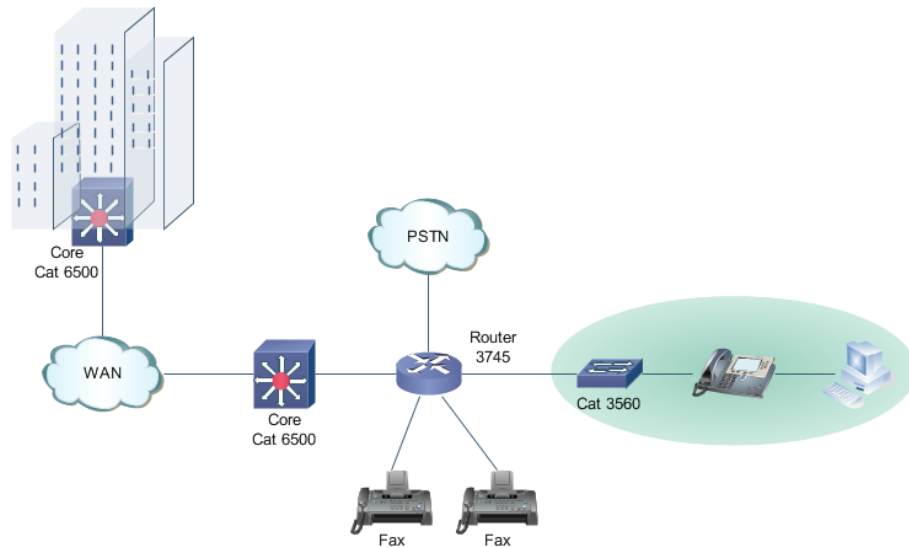 Core
Cat 6500
PSTN
WAN
Core
Cat 6500
Router
3745
Cat 3560
Fax
Fax